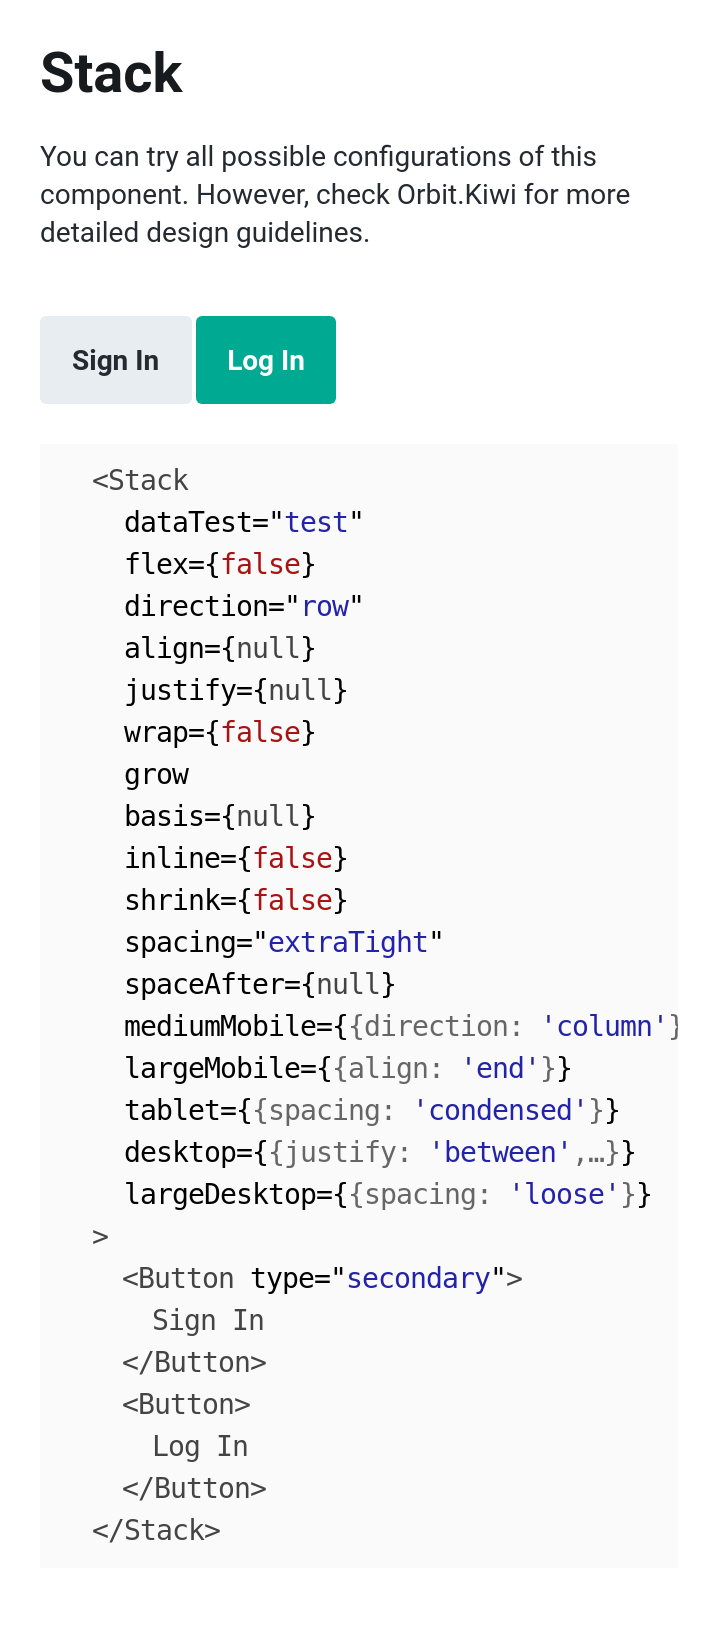 Stack
You can try all possible configurations of this
component. However, check Orbit.Kiwi for more
detailed design guidelines.
Sign In Log In
<Stack
dataTest="test"
flex={false}
direction="row"
align={null}
justify={null}
wrap={false}
grow
basis={null}
inline={false}
shrink={false}
spacing="extraTight"
spaceAfter={null}
mediumMobile={{direction: 'column'}
largeMobile={{align: 'end'}}
tablet={{spacing: 'condensed'}}
desktop={{justify: 'between',…}}
largeDesktop={{spacing: 'loose'}}
>
<Button type="secondary">
Sign In
</Button>
<Button>
Log In
</Button>
</Stack>